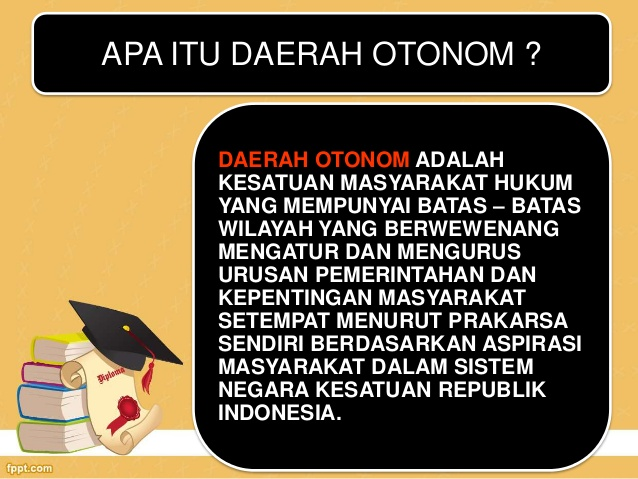 APA ITU DAERAH OTONOM ?
DAERAH OTONOM ADALAH
KESATUAN MASYARAKAT HUKUM
YANG MEMPUNYAI BATAS – BATAS
WILAYAH YANG BERWEWENANG
MENGATUR DAN MENGURUS
URUSAN PEMERINTAHAN DAN
KEPENTINGAN MASYARAKAT
SETEMPAT MENURUT PRAKARSA
SENDIRI BERDASARKAN ASPIRASI
MASYARAKAT DALAM SISTEM
NEGARA KESATUAN REPUBLIK
INDONESIA.
Diploma
fppt.com